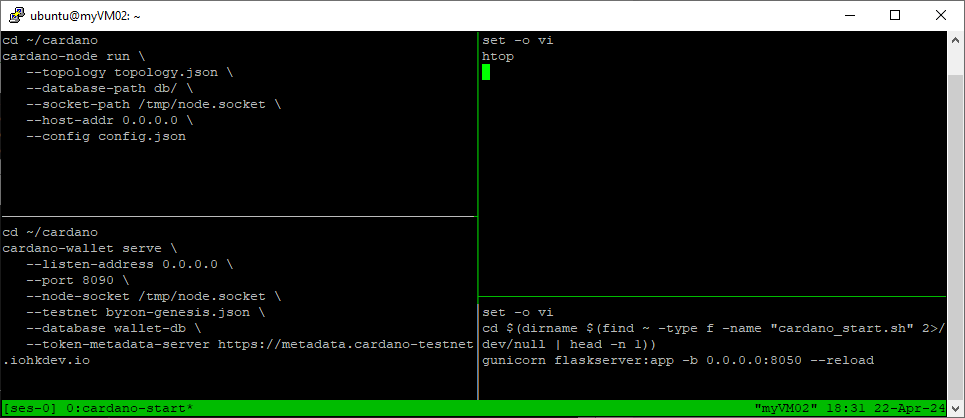 ubuntu@myVM02: ~
cd ~/cardano
cardano-node run \
   --topology topology.json \
   --database-path db/ \
   --socket-path /tmp/node.socket \
   --host-addr 0.0.0.0 \
   --config config.json
cd ~/cardano
cardano-wallet serve \
   --listen-address 0.0.0.0 \
   --port 8090 \
   --node-socket /tmp/node.socket \
   --testnet byron-genesis.json \
   --database wallet-db \
   --token-metadata-server https://metadata.cardano-testnet
.iohkdev.io
set -o vi
htop
set -o vi
cd $(dirname $(find ~ -type f -name "cardano_start.sh" 2>/
dev/null | head -n 1))
gunicorn flaskserver:app -b 0.0.0.0:8050 --reload
[ses-0] 0:cardano-start* "myVM02" 18:31 22-Apr-24